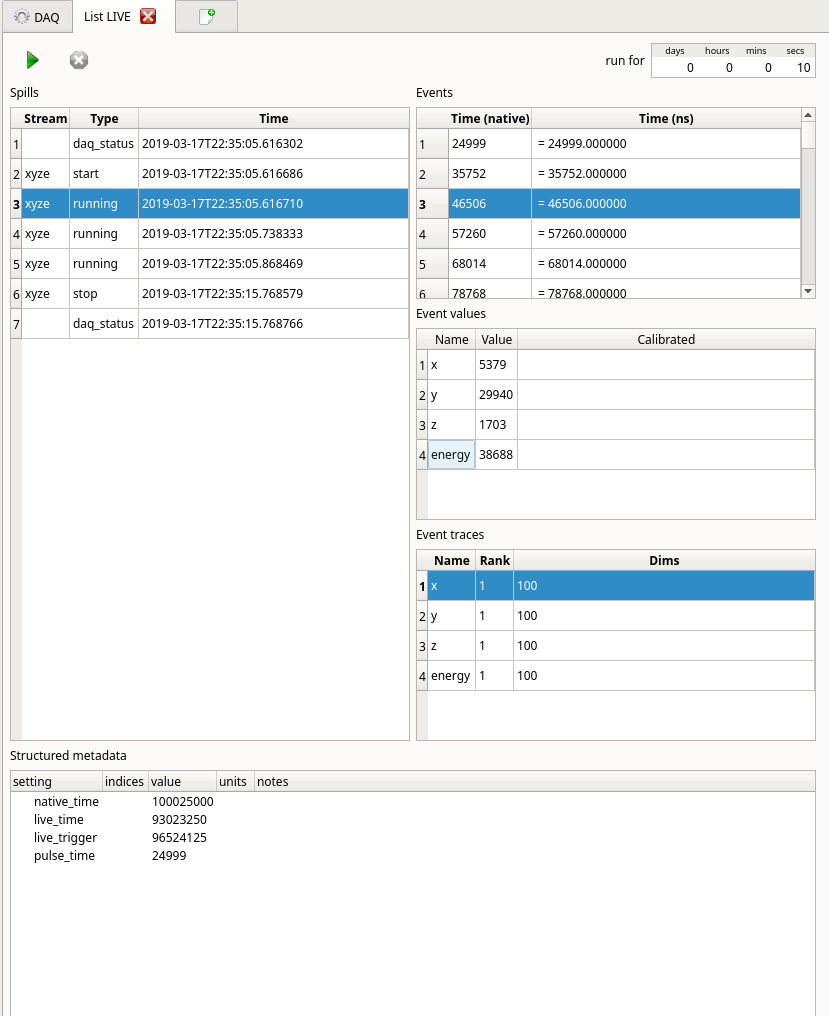 DAQ List LIVE
run for days hours mins secs
0 0 0 10
Spills
Stream Type Time
1 daq_status 2019-03-17T22:35:05.616302
2 xyze start 2019-03-17T22:35:05.616686
3 xyze running 2019-03-17T22:35:05.616710
4 xyze running 2019-03-17T22:35:05.738333
5 xyze running 2019-03-17T22:35:05.868469
6 xyze stop 2019-03-17T22:35:15.768579
7 daq_status 2019-03-17T22:35:15.768766
Events
Time (native) Time (ns)
1 24999 = 24999.000000
2 35752 = 35752.000000
3 46506 = 46506.000000
4 57260 = 57260.000000
5 68014 = 68014.000000
6 78768 = 78768.000000
Event values
Name Value Calibrated
1 x 5379
2 y 29940
3 z 1703
4 energy 38688
Event traces
Name Rank Dims
1 x 1 100
2 y 1 100
3 z 1 100
4 energy 1 100
Structured metadata
setting indices value units notes
native_time 100025000
live_time 93023250
live_trigger 96524125
pulse_time 24999